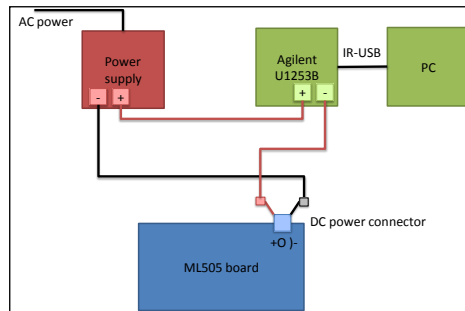 AC power
Power
supply
-
+
Agilent
U1253B
+
-
IR-USB
PC
DC power connector
+O )-
ML505 board